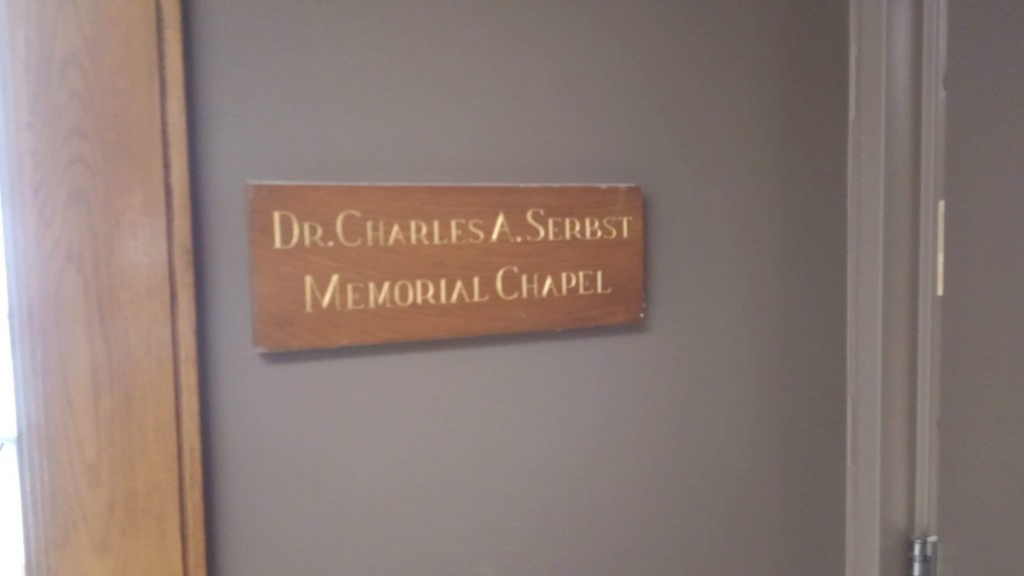 Dr. Charles A. Serbst
Memorial Chapel